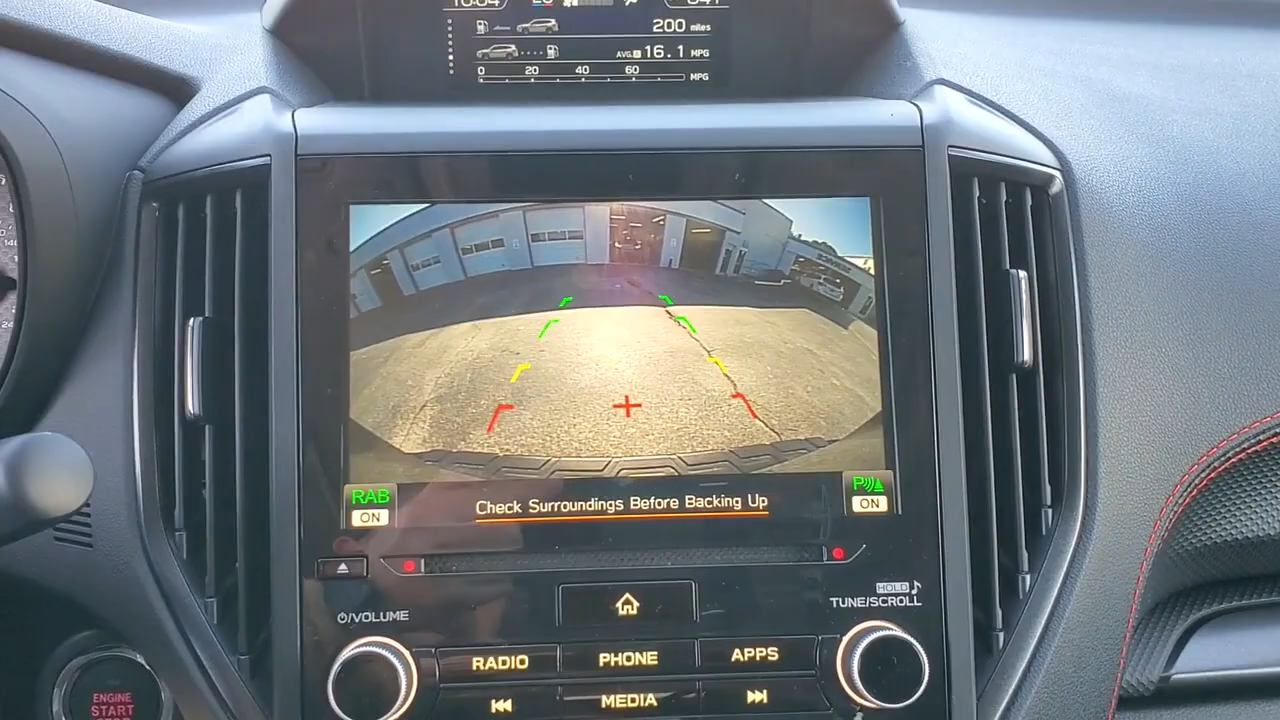 200 miles
AVG. A 16.1 MPG
0 20 40 60 MPG
RAB
ON
Check Surroundings Before Backing Up
P
ON
HOLD
TUNE/SCROLL
/VOLUME
RADIO
PHONE
APPS
MEDIA
ENGINE
START